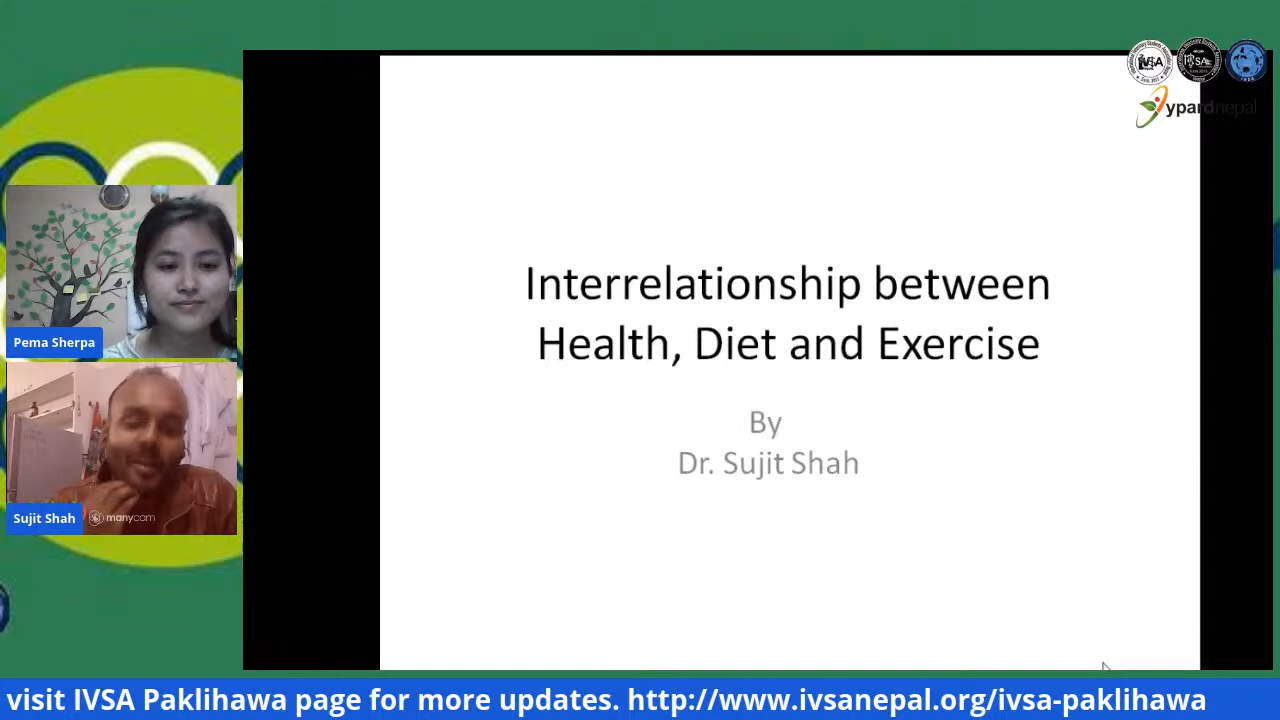 IVSA
ypardnepal
Interrelationship between
Health, Diet and Exercise
By
Dr. Sujit Shah
Pema Sherpa
Sujit Shah
manycam
visit IVSA Paklihawa page for more updates. http://www.ivsanepal.org/ivsa-paklihawa